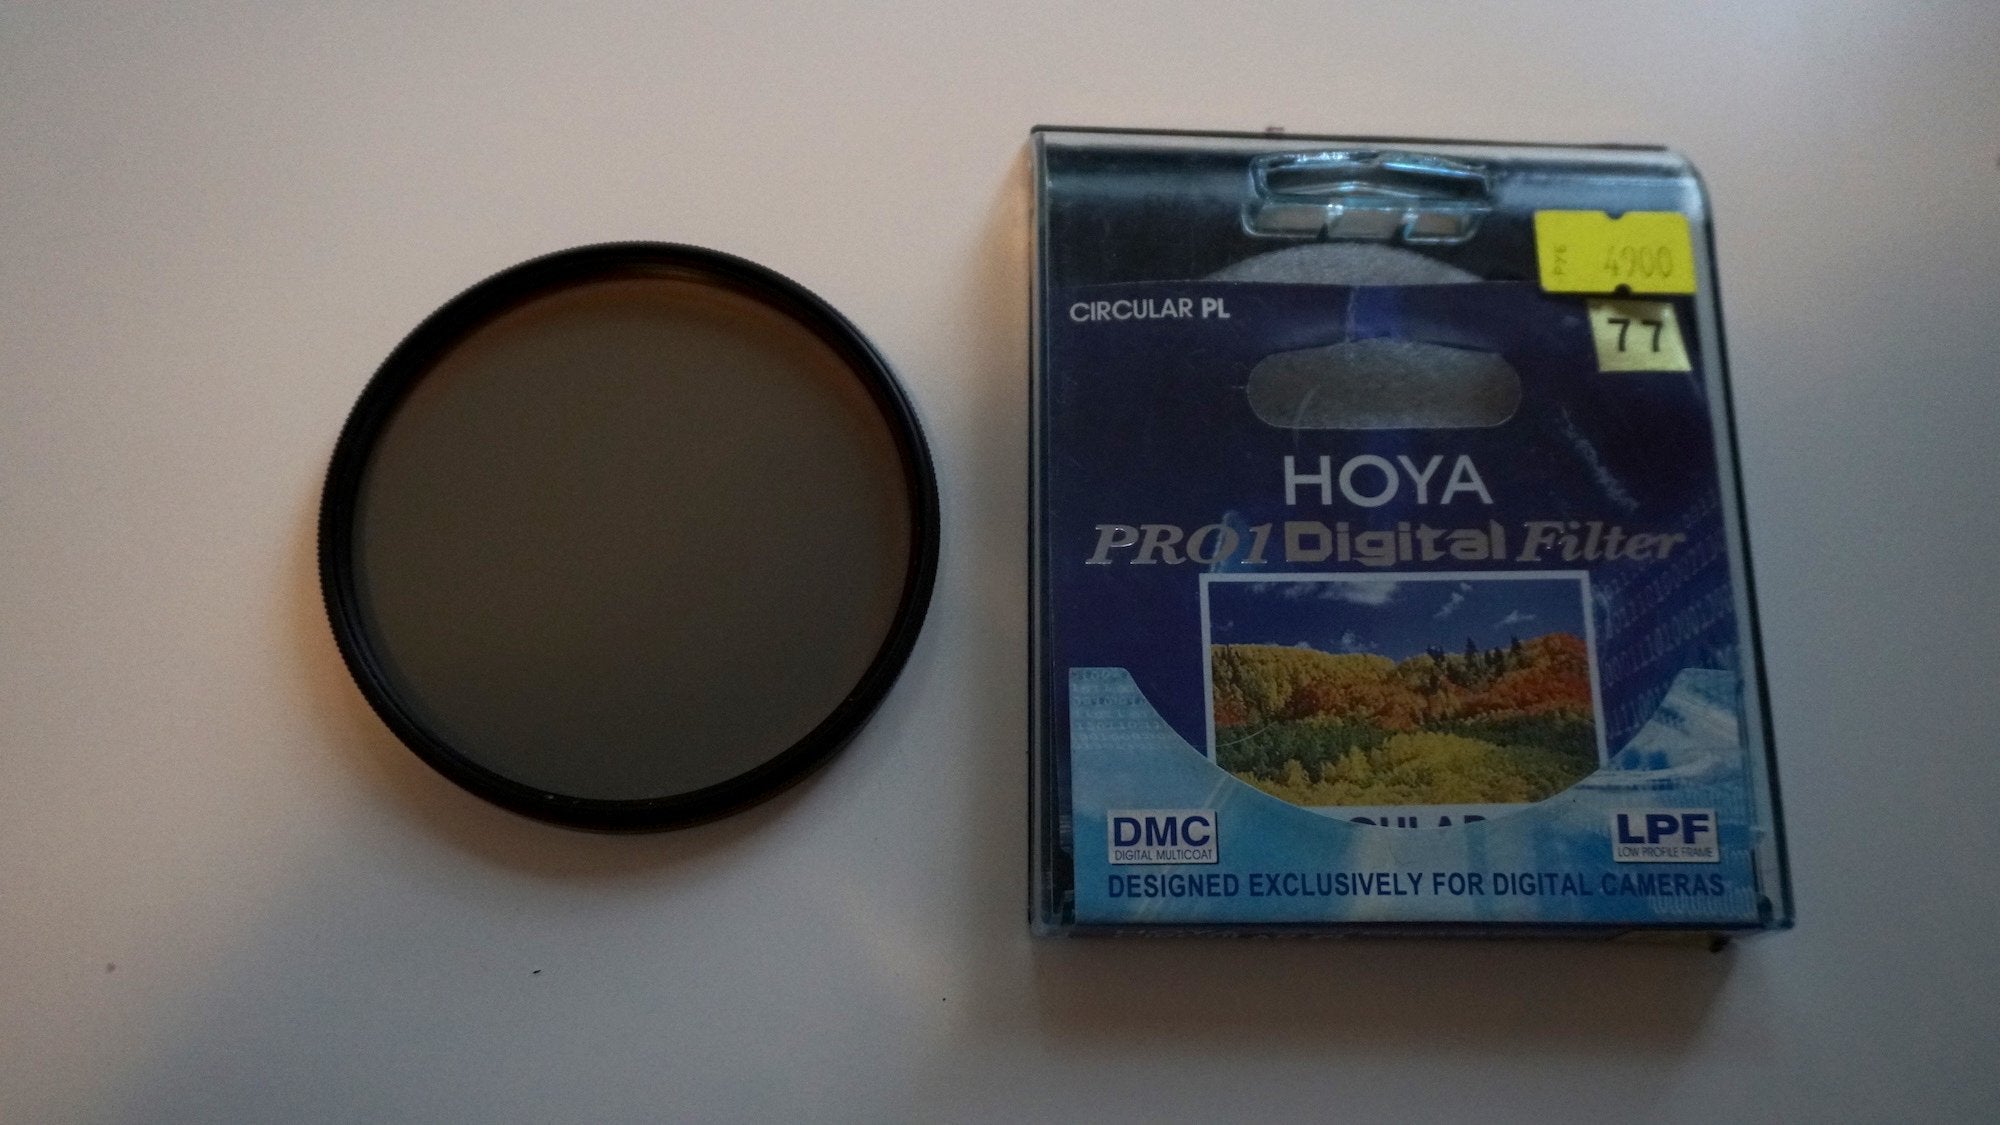 РУБ 4900
77
CIRCULAR PL
HOYA
PRO1 Digital Filter
DMC
DIGITAL MULTICOAT
LPF
LOW PROFILE FRAME
DESIGNED EXCLUSIVELY FOR DIGITAL CAMERAS